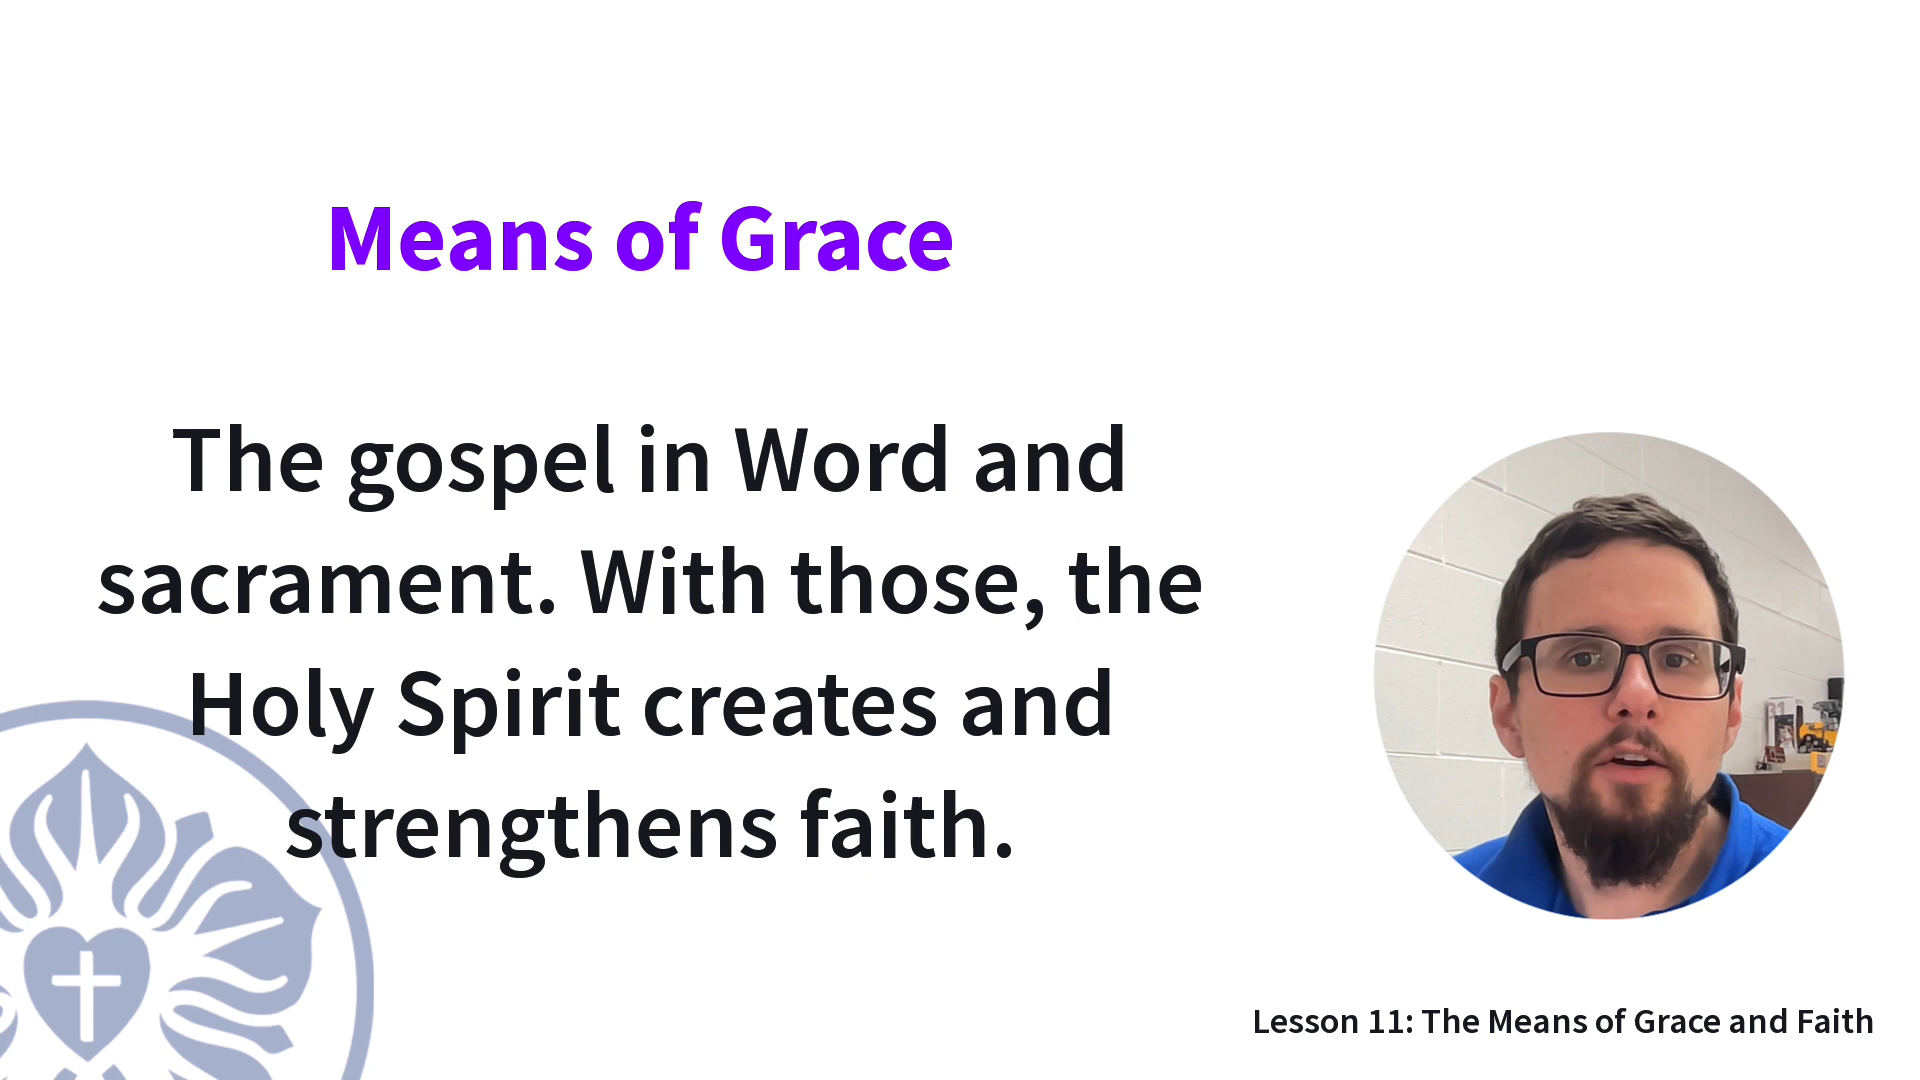 Means of Grace
The gospel in Word and
sacrament. With those, the
Holy Spirit creates and
strengthens faith.
Lesson 11: The Means of Grace and Faith